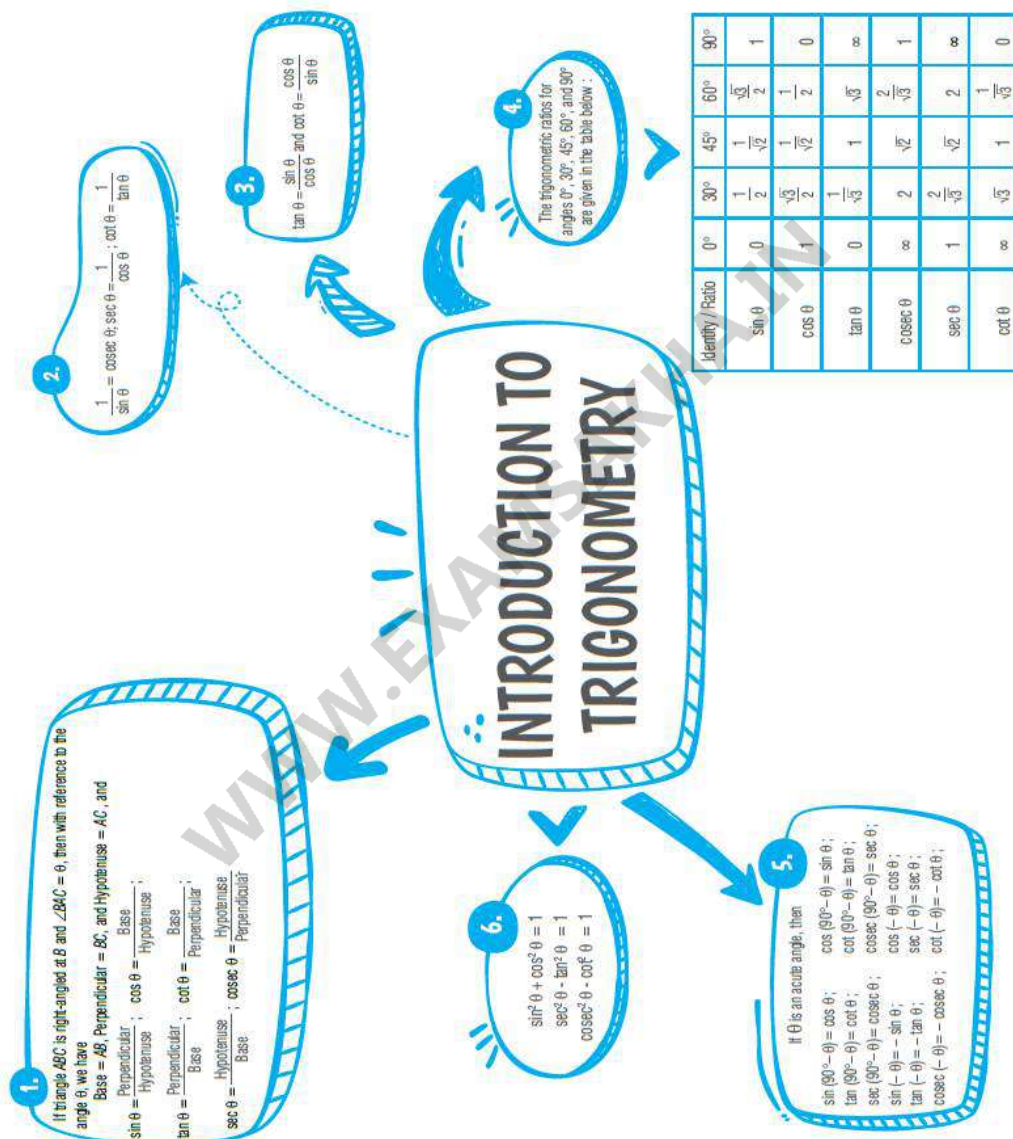 INTRODUCTION TO
TRIGONOMETRY
1.
If triangle ABC is right-angled at B and ∠BAC = θ, then with reference to the
angle θ, we have
Base = AB, Perpendicular = BC, and Hypotenuse = AC, and
sin θ = Perpendicular/Hypotenuse ; cos θ = Base/Hypotenuse ;
tan θ = Perpendicular/Base ; cot θ = Base/Perpendicular ;
sec θ = Hypotenuse/Base ; cosec θ = Hypotenuse/Perpendicular
2.
1/sin θ = cosec θ; sec θ = 1/cos θ ; cot θ = 1/tan θ
3.
tan θ = sin θ/cos θ and cot θ = cos θ/sin θ
4.
The trigonometric ratios for
angles 0°, 30°, 45°, 60°, and 90°
are given in the table below :
Identity / Ratio 0° 30° 45° 60° 90°
sin θ 0 1/2 1/√2 √3/2 1
cos θ 1 √3/2 1/√2 1/2 0
tan θ 0 1/√3 1 √3 ∞
cosec θ ∞ 2 √2 2/√3 1
sec θ 1 2/√3 √2 2 ∞
cot θ ∞ √3 1 1/√3 0
5.
If θ is an acute angle, then
sin (90° – θ) = cos θ ; cos (90° – θ) = sin θ ;
tan (90° – θ) = cot θ ; cot (90° – θ) = tan θ ;
sec (90° – θ) = cosec θ ; cosec (90° – θ) = sec θ ;
sin (– θ) = – sin θ ; cos (– θ) = cos θ ;
tan (– θ) = – tan θ ; sec (– θ) = sec θ ;
cosec (– θ) = – cosec θ ; cot (– θ) = – cot θ ;
6.
sin² θ + cos² θ = 1
sec² θ - tan² θ = 1
cosec² θ - cot² θ = 1
WWW.EXAMSAKHA.IN